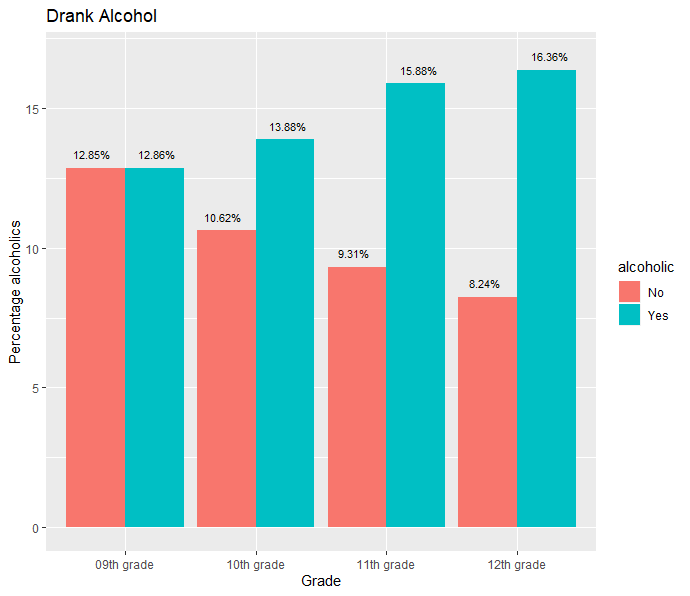 Drank Alcohol
16.36%
15.88%
15
13.88%
12.85%
12.86%
10.62%
10
9.31%
8.24%
5
0
Percentage alcoholics
09th grade
10th grade
11th grade
12th grade
Grade
alcoholic
No
Yes